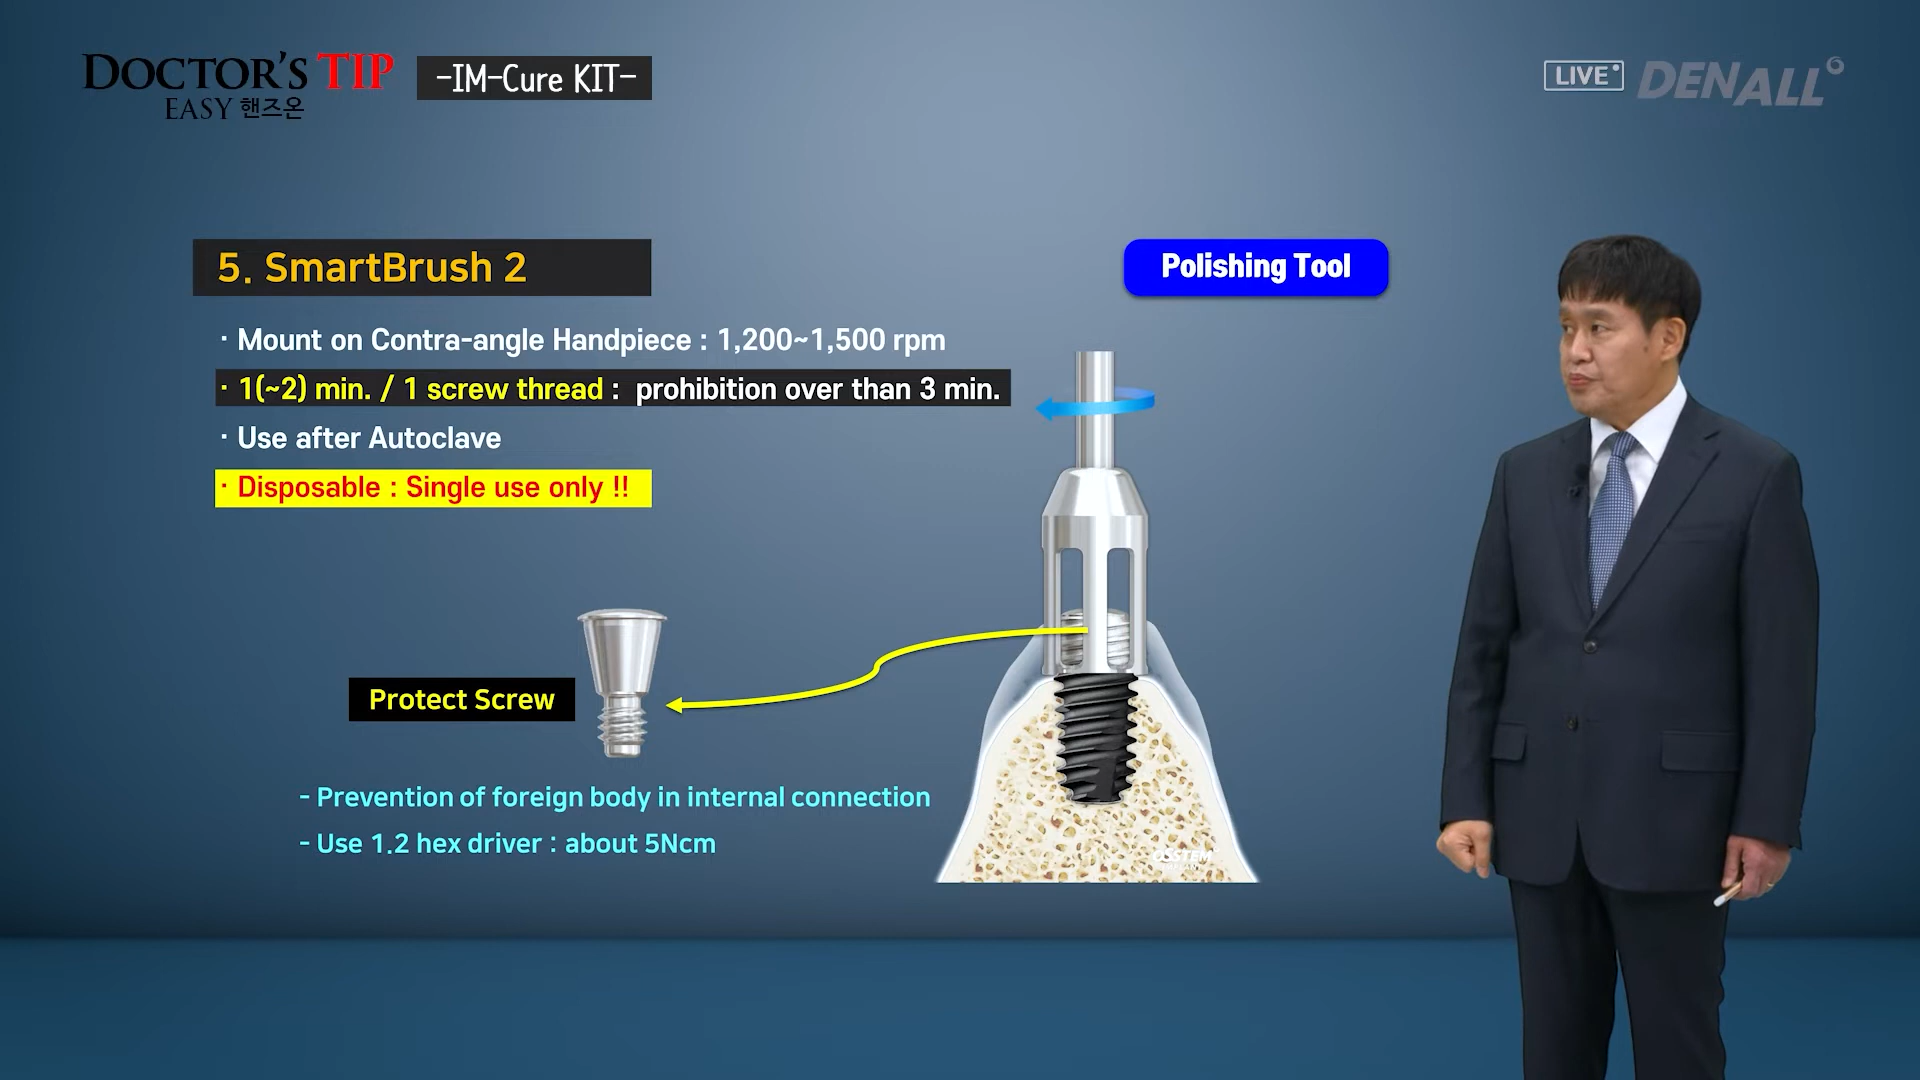 DOCTOR'S TIP
EASY 핸즈온
-IM-Cure KIT-
LIVE
DENALL
5. SmartBrush 2
Polishing Tool
· Mount on Contra-angle Handpiece : 1,200~1,500 rpm
· 1(~2) min. / 1 screw thread : prohibition over than 3 min.
· Use after Autoclave
· Disposable : Single use only !!
Protect Screw
- Prevention of foreign body in internal connection
- Use 1.2 hex driver : about 5Ncm
OSSTEM